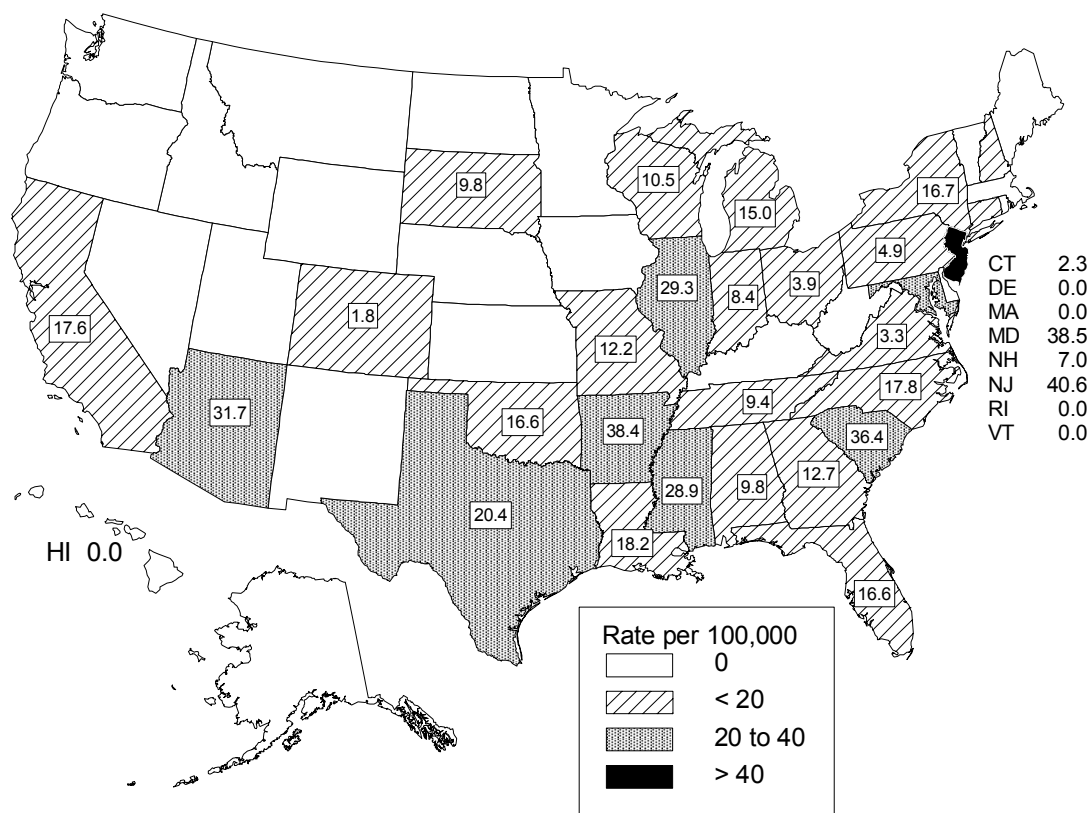 9.8
10.5
15.0
16.7
4.9
29.3
8.4
3.9
1.8
17.6
12.2
3.3
17.8
9.4
31.7
16.6
38.4
36.4
28.9
9.8
12.7
20.4
18.2
16.6
CT 2.3
DE 0.0
MA 0.0
MD 38.5
NH 7.0
NJ 40.6
RI 0.0
VT 0.0
HI 0.0
Rate per 100,000
0
< 20
20 to 40
> 40